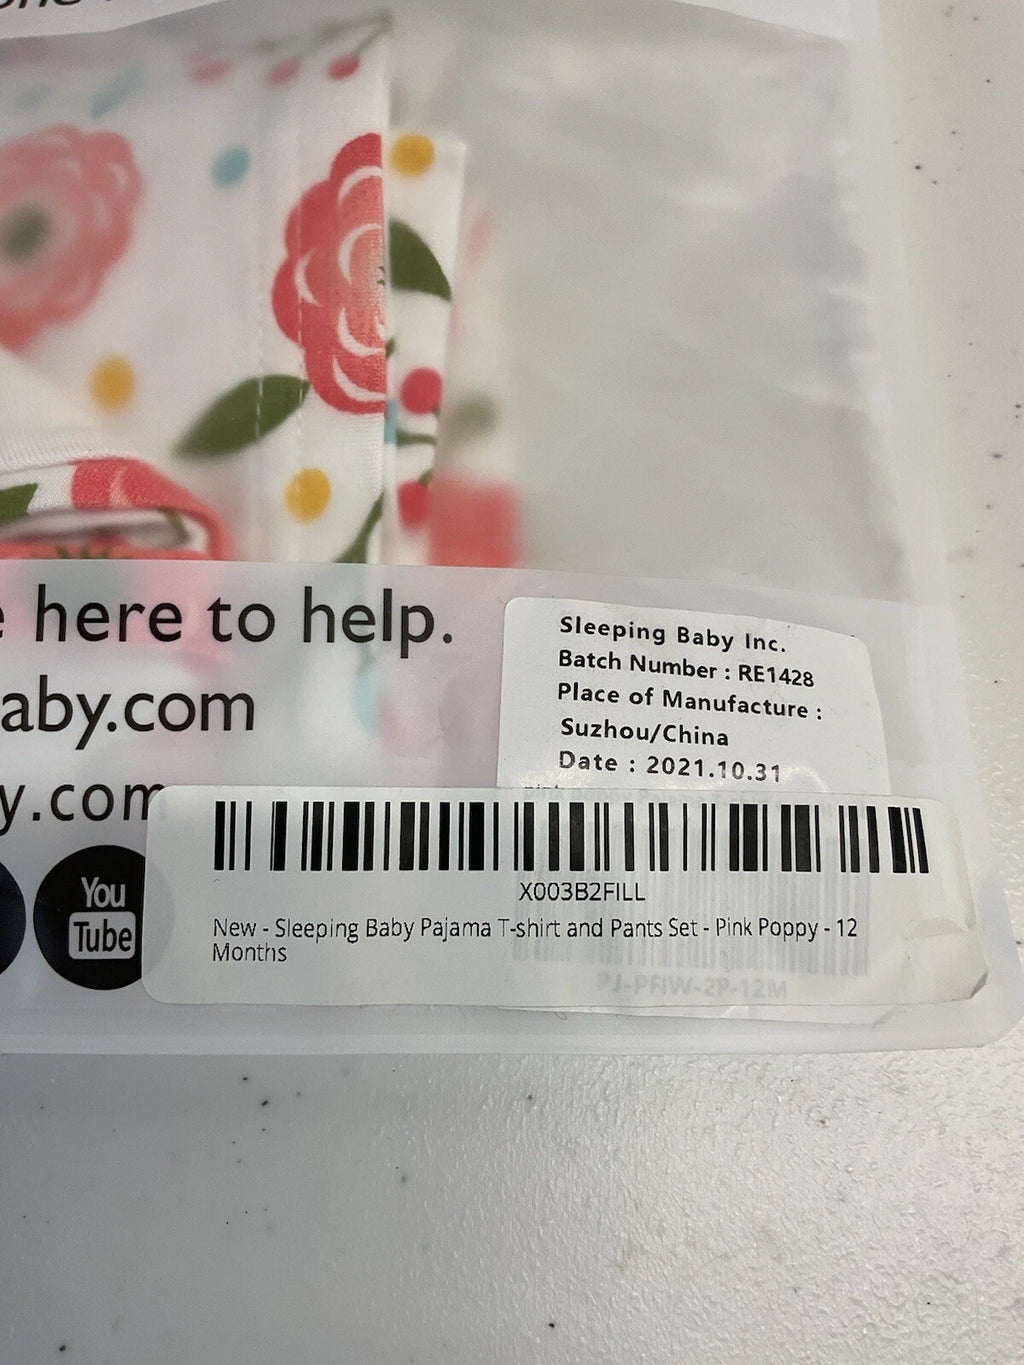 here to help.
aby.com
y.com
You
Tube
Sleeping Baby Inc.
Batch Number : RE1428
Place of Manufacture :
Suzhou/China
Date : 2021.10.31
X003B2FILL
New - Sleeping Baby Pajama T-shirt and Pants Set - Pink Poppy - 12
Months